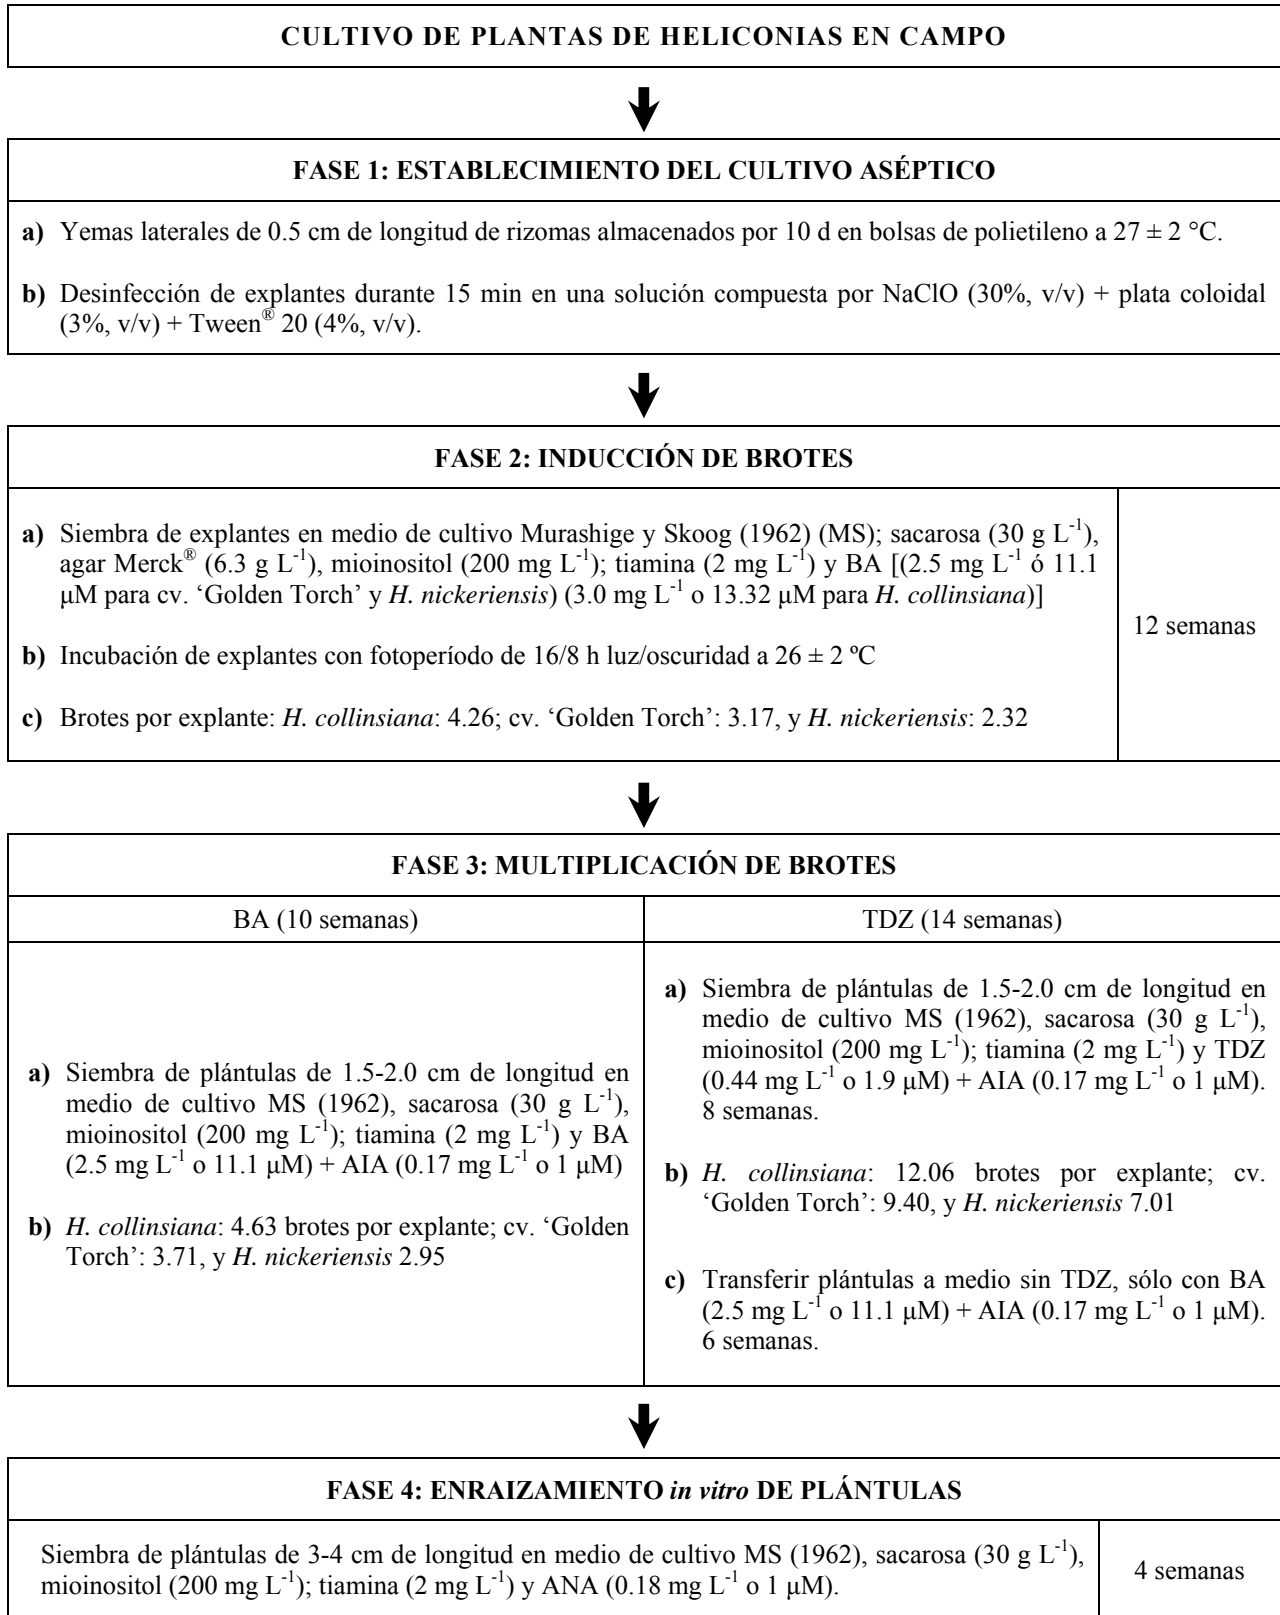 CULTIVO DE PLANTAS DE HELICONIAS EN CAMPO
FASE 1: ESTABLECIMIENTO DEL CULTIVO ASÉPTICO
a) Yemas laterales de 0.5 cm de longitud de rizomas almacenados por 10 d en bolsas de polietileno a 27 ± 2 °C.
b) Desinfección de explantes durante 15 min en una solución compuesta por NaClO (30%, v/v) + plata coloidal
(3%, v/v) + Tween® 20 (4%, v/v).
FASE 2: INDUCCIÓN DE BROTES
a) Siembra de explantes en medio de cultivo Murashige y Skoog (1962) (MS); sacarosa (30 g L-1),
agar Merck® (6.3 g L-1), mioinositol (200 mg L-1); tiamina (2 mg L-1) y BA [(2.5 mg L-1 ó 11.1
µM para cv. ‘Golden Torch’ y H. nickeriensis) (3.0 mg L-1 o 13.32 µM para H. collinsiana)]
b) Incubación de explantes con fotoperíodo de 16/8 h luz/oscuridad a 26 ± 2 ºC
c) Brotes por explante: H. collinsiana: 4.26; cv. ‘Golden Torch’: 3.17, y H. nickeriensis: 2.32
12 semanas
FASE 3: MULTIPLICACIÓN DE BROTES
BA (10 semanas)
a) Siembra de plántulas de 1.5-2.0 cm de longitud en
medio de cultivo MS (1962), sacarosa (30 g L-1),
mioinositol (200 mg L-1); tiamina (2 mg L-1) y BA
(2.5 mg L-1 o 11.1 µM) + AIA (0.17 mg L-1 o 1 µM)
b) H. collinsiana: 4.63 brotes por explante; cv. ‘Golden
Torch’: 3.71, y H. nickeriensis 2.95
TDZ (14 semanas)
a) Siembra de plántulas de 1.5-2.0 cm de longitud en
medio de cultivo MS (1962), sacarosa (30 g L-1),
mioinositol (200 mg L-1); tiamina (2 mg L-1) y TDZ
(0.44 mg L-1 o 1.9 µM) + AIA (0.17 mg L-1 o 1 µM).
8 semanas.
b) H. collinsiana: 12.06 brotes por explante; cv.
‘Golden Torch’: 9.40, y H. nickeriensis 7.01
c) Transferir plántulas a medio sin TDZ, sólo con BA
(2.5 mg L-1 o 11.1 µM) + AIA (0.17 mg L-1 o 1 µM).
6 semanas.
FASE 4: ENRAIZAMIENTO in vitro DE PLÁNTULAS
Siembra de plántulas de 3-4 cm de longitud en medio de cultivo MS (1962), sacarosa (30 g L-1),
mioinositol (200 mg L-1); tiamina (2 mg L-1) y ANA (0.18 mg L-1 o 1 µM).
4 semanas